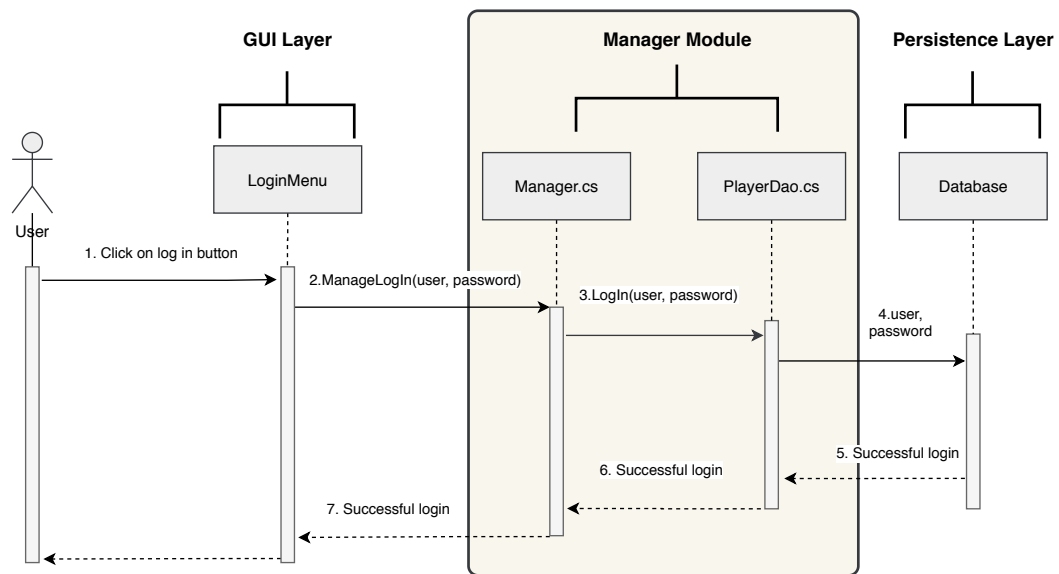 GUI Layer
Manager Module
Persistence Layer
LoginMenu
Manager.cs
PlayerDao.cs
Database
User
1. Click on log in button
2.ManageLogIn(user, password)
3.LogIn(user, password)
4.user,
password
5. Successful login
6. Successful login
7. Successful login